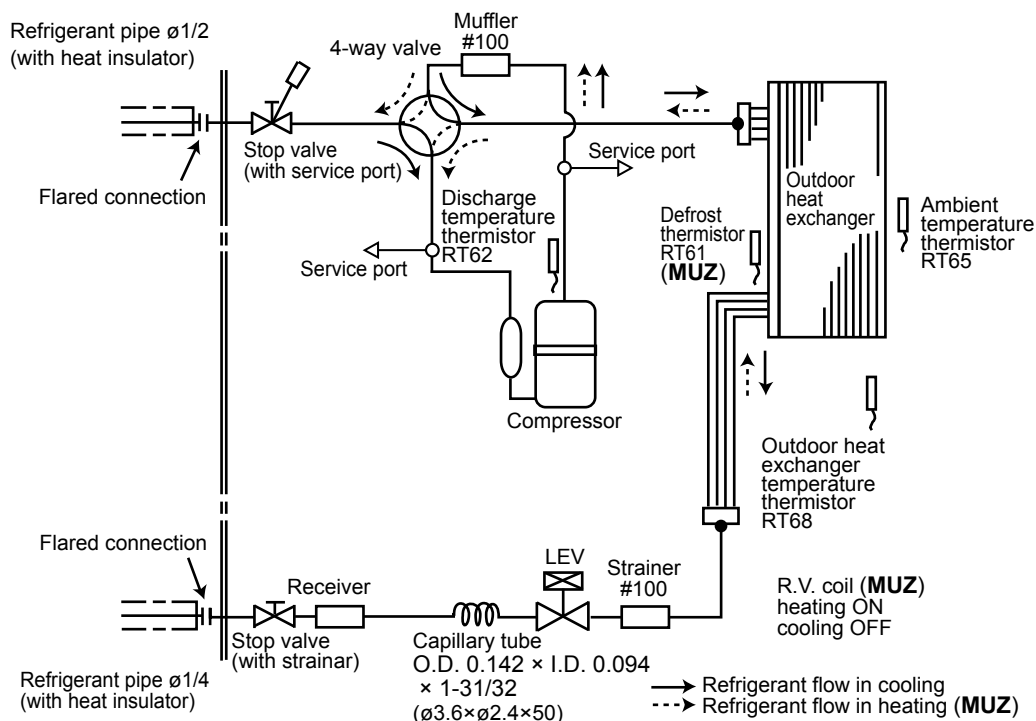 Refrigerant pipe ø1/2
(with heat insulator)
4-way valve
Muffler
#100
Flared connection
Stop valve
(with service port)
Service port
Discharge
temperature
thermistor
RT62
Service port
Compressor
Defrost
thermistor
RT61
(MUZ)
Outdoor
heat
exchanger
Ambient
temperature
thermistor
RT65
Outdoor heat
exchanger
temperature
thermistor
RT68
Flared connection
Receiver
LEV
Strainer
#100
R.V. coil (MUZ)
heating ON
cooling OFF
Stop valve
(with strainar)
Capillary tube
O.D. 0.142 × I.D. 0.094
× 1-31/32
(ø3.6×ø2.4×50)
Refrigerant pipe ø1/4
(with heat insulator)
Refrigerant flow in cooling
Refrigerant flow in heating (MUZ)